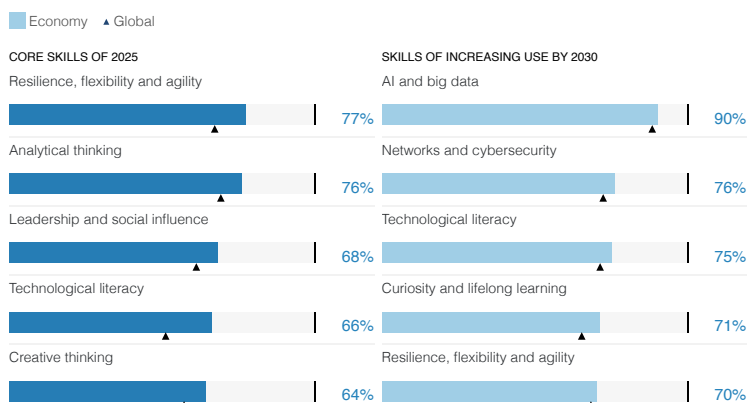 Economy Global
CORE SKILLS OF 2025
Resilience, flexibility and agility
77%
Analytical thinking
76%
Leadership and social influence
68%
Technological literacy
66%
Creative thinking
64%
SKILLS OF INCREASING USE BY 2030
AI and big data
90%
Networks and cybersecurity
76%
Technological literacy
75%
Curiosity and lifelong learning
71%
Resilience, flexibility and agility
70%